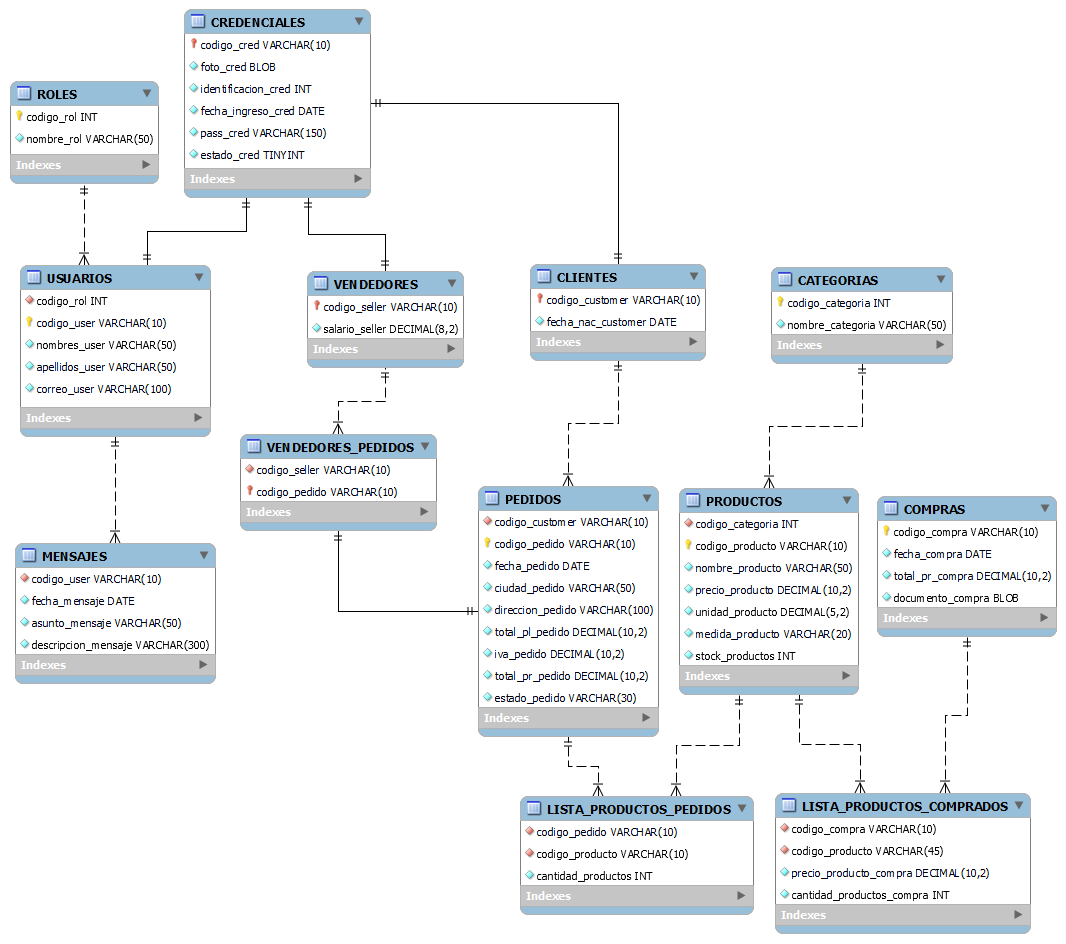 CREDENCIALES
codigo_cred VARCHAR(10)
foto_cred BLOB
identificacion_cred INT
fecha_ingreso_cred DATE
pass_cred VARCHAR(150)
estado_cred TINYINT
Indexes
ROLES
codigo_rol INT
nombre_rol VARCHAR(50)
Indexes
USUARIOS
codigo_rol INT
codigo_user VARCHAR(10)
nombres_user VARCHAR(50)
apellidos_user VARCHAR(50)
correo_user VARCHAR(100)
Indexes
VENDEDORES
codigo_seller VARCHAR(10)
salario_seller DECIMAL(8,2)
Indexes
CLIENTES
codigo_customer VARCHAR(10)
fecha_nac_customer DATE
Indexes
CATEGORIAS
codigo_categoria INT
nombre_categoria VARCHAR(50)
Indexes
VENDEDORES_PEDIDOS
codigo_seller VARCHAR(10)
codigo_pedido VARCHAR(10)
Indexes
PEDIDOS
codigo_customer VARCHAR(10)
codigo_pedido VARCHAR(10)
fecha_pedido DATE
ciudad_pedido VARCHAR(50)
direccion_pedido VARCHAR(100)
total_pl_pedido DECIMAL(10,2)
iva_pedido DECIMAL(10,2)
total_pr_pedido DECIMAL(10,2)
estado_pedido VARCHAR(30)
Indexes
PRODUCTOS
codigo_categoria INT
codigo_producto VARCHAR(10)
nombre_producto VARCHAR(50)
precio_producto DECIMAL(10,2)
unidad_producto DECIMAL(5,2)
medida_producto VARCHAR(20)
stock_productos INT
Indexes
COMPRAS
codigo_compra VARCHAR(10)
fecha_compra DATE
total_pr_compra DECIMAL(10,2)
documento_compra BLOB
Indexes
MENSAJES
codigo_user VARCHAR(10)
fecha_mensaje DATE
asunto_mensaje VARCHAR(50)
descripcion_mensaje VARCHAR(300)
Indexes
LISTA_PRODUCTOS_PEDIDOS
codigo_pedido VARCHAR(10)
codigo_producto VARCHAR(10)
cantidad_productos INT
Indexes
LISTA_PRODUCTOS_COMPRADOS
codigo_compra VARCHAR(10)
codigo_producto VARCHAR(45)
precio_producto_compra DECIMAL(10,2)
cantidad_productos_compra INT
Indexes